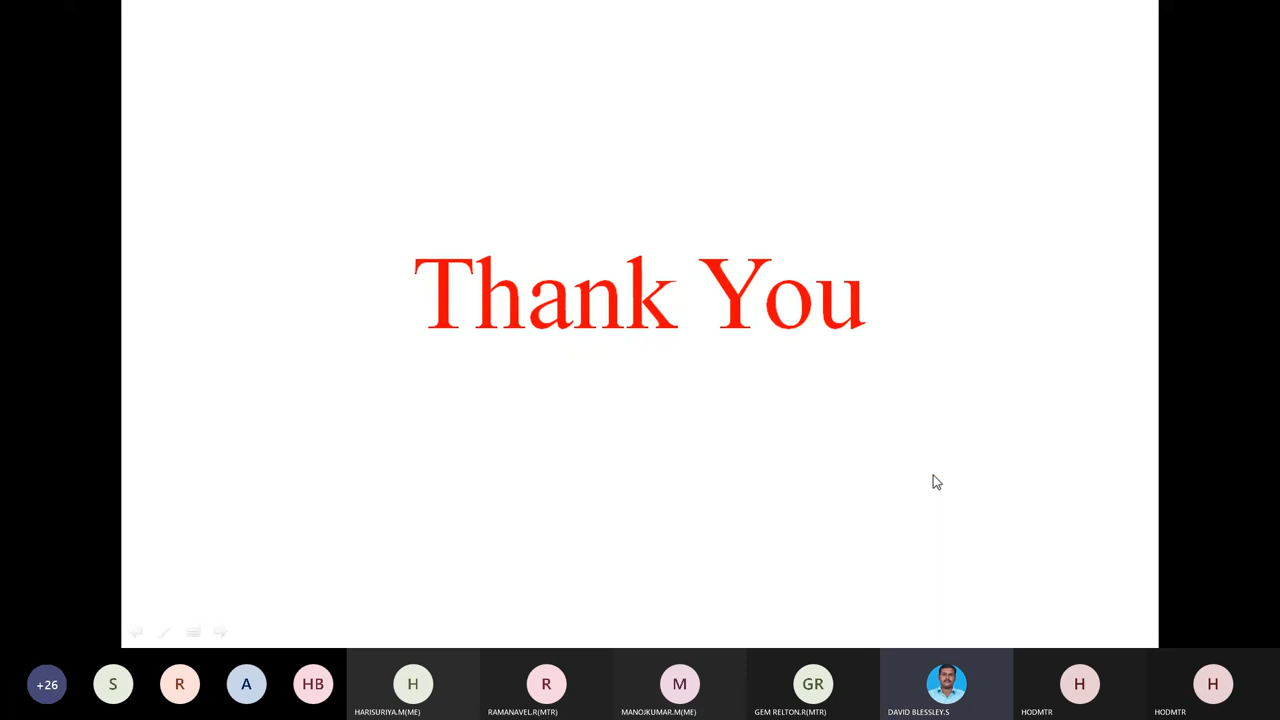 Thank You
+26
S
R
A
HB
H
R
M
GR
H
H
HARISURIYA.M(ME)
RAMANAVEL.R(MTR)
MANOJKUMAR.M(ME)
GEM RELTON.R(MTR)
DAVID BLESSLEY.S
HODMTR
HODMTR